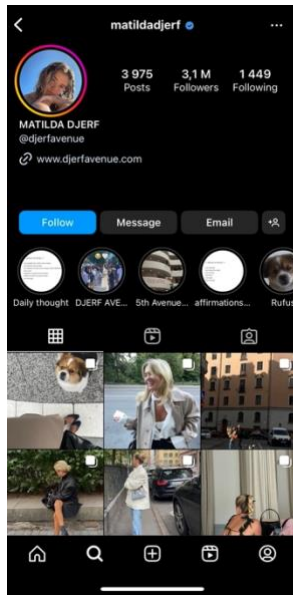 matildadjerf
3 975 3,1 M 1 449
Posts Followers Following
MATILDA DJERF
@djerfavenue
www.djerfavenue.com
Follow Message Email
Daily thought DJERF AVE... 5th Avenue... affirmations... Rufus